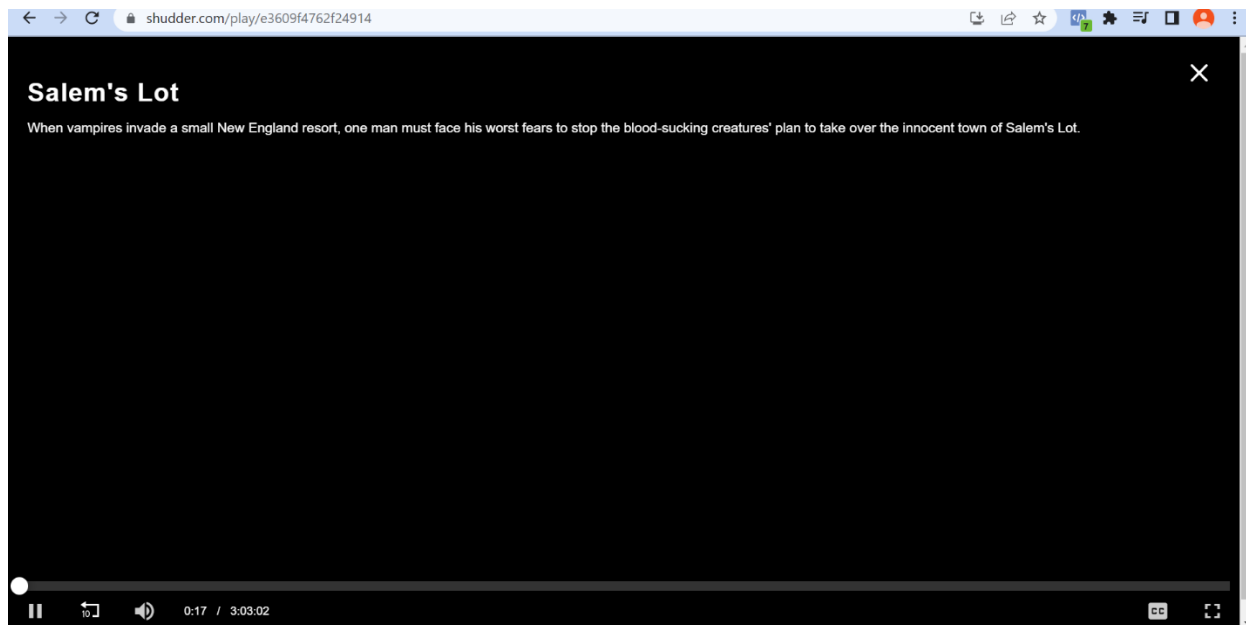 shudder.com/play/e3609f4762f24914
7
Salem's Lot
When vampires invade a small New England resort, one man must face his worst fears to stop the blood-sucking creatures' plan to take over the innocent town of Salem's Lot.
10
0:17 / 3:03:02
CC